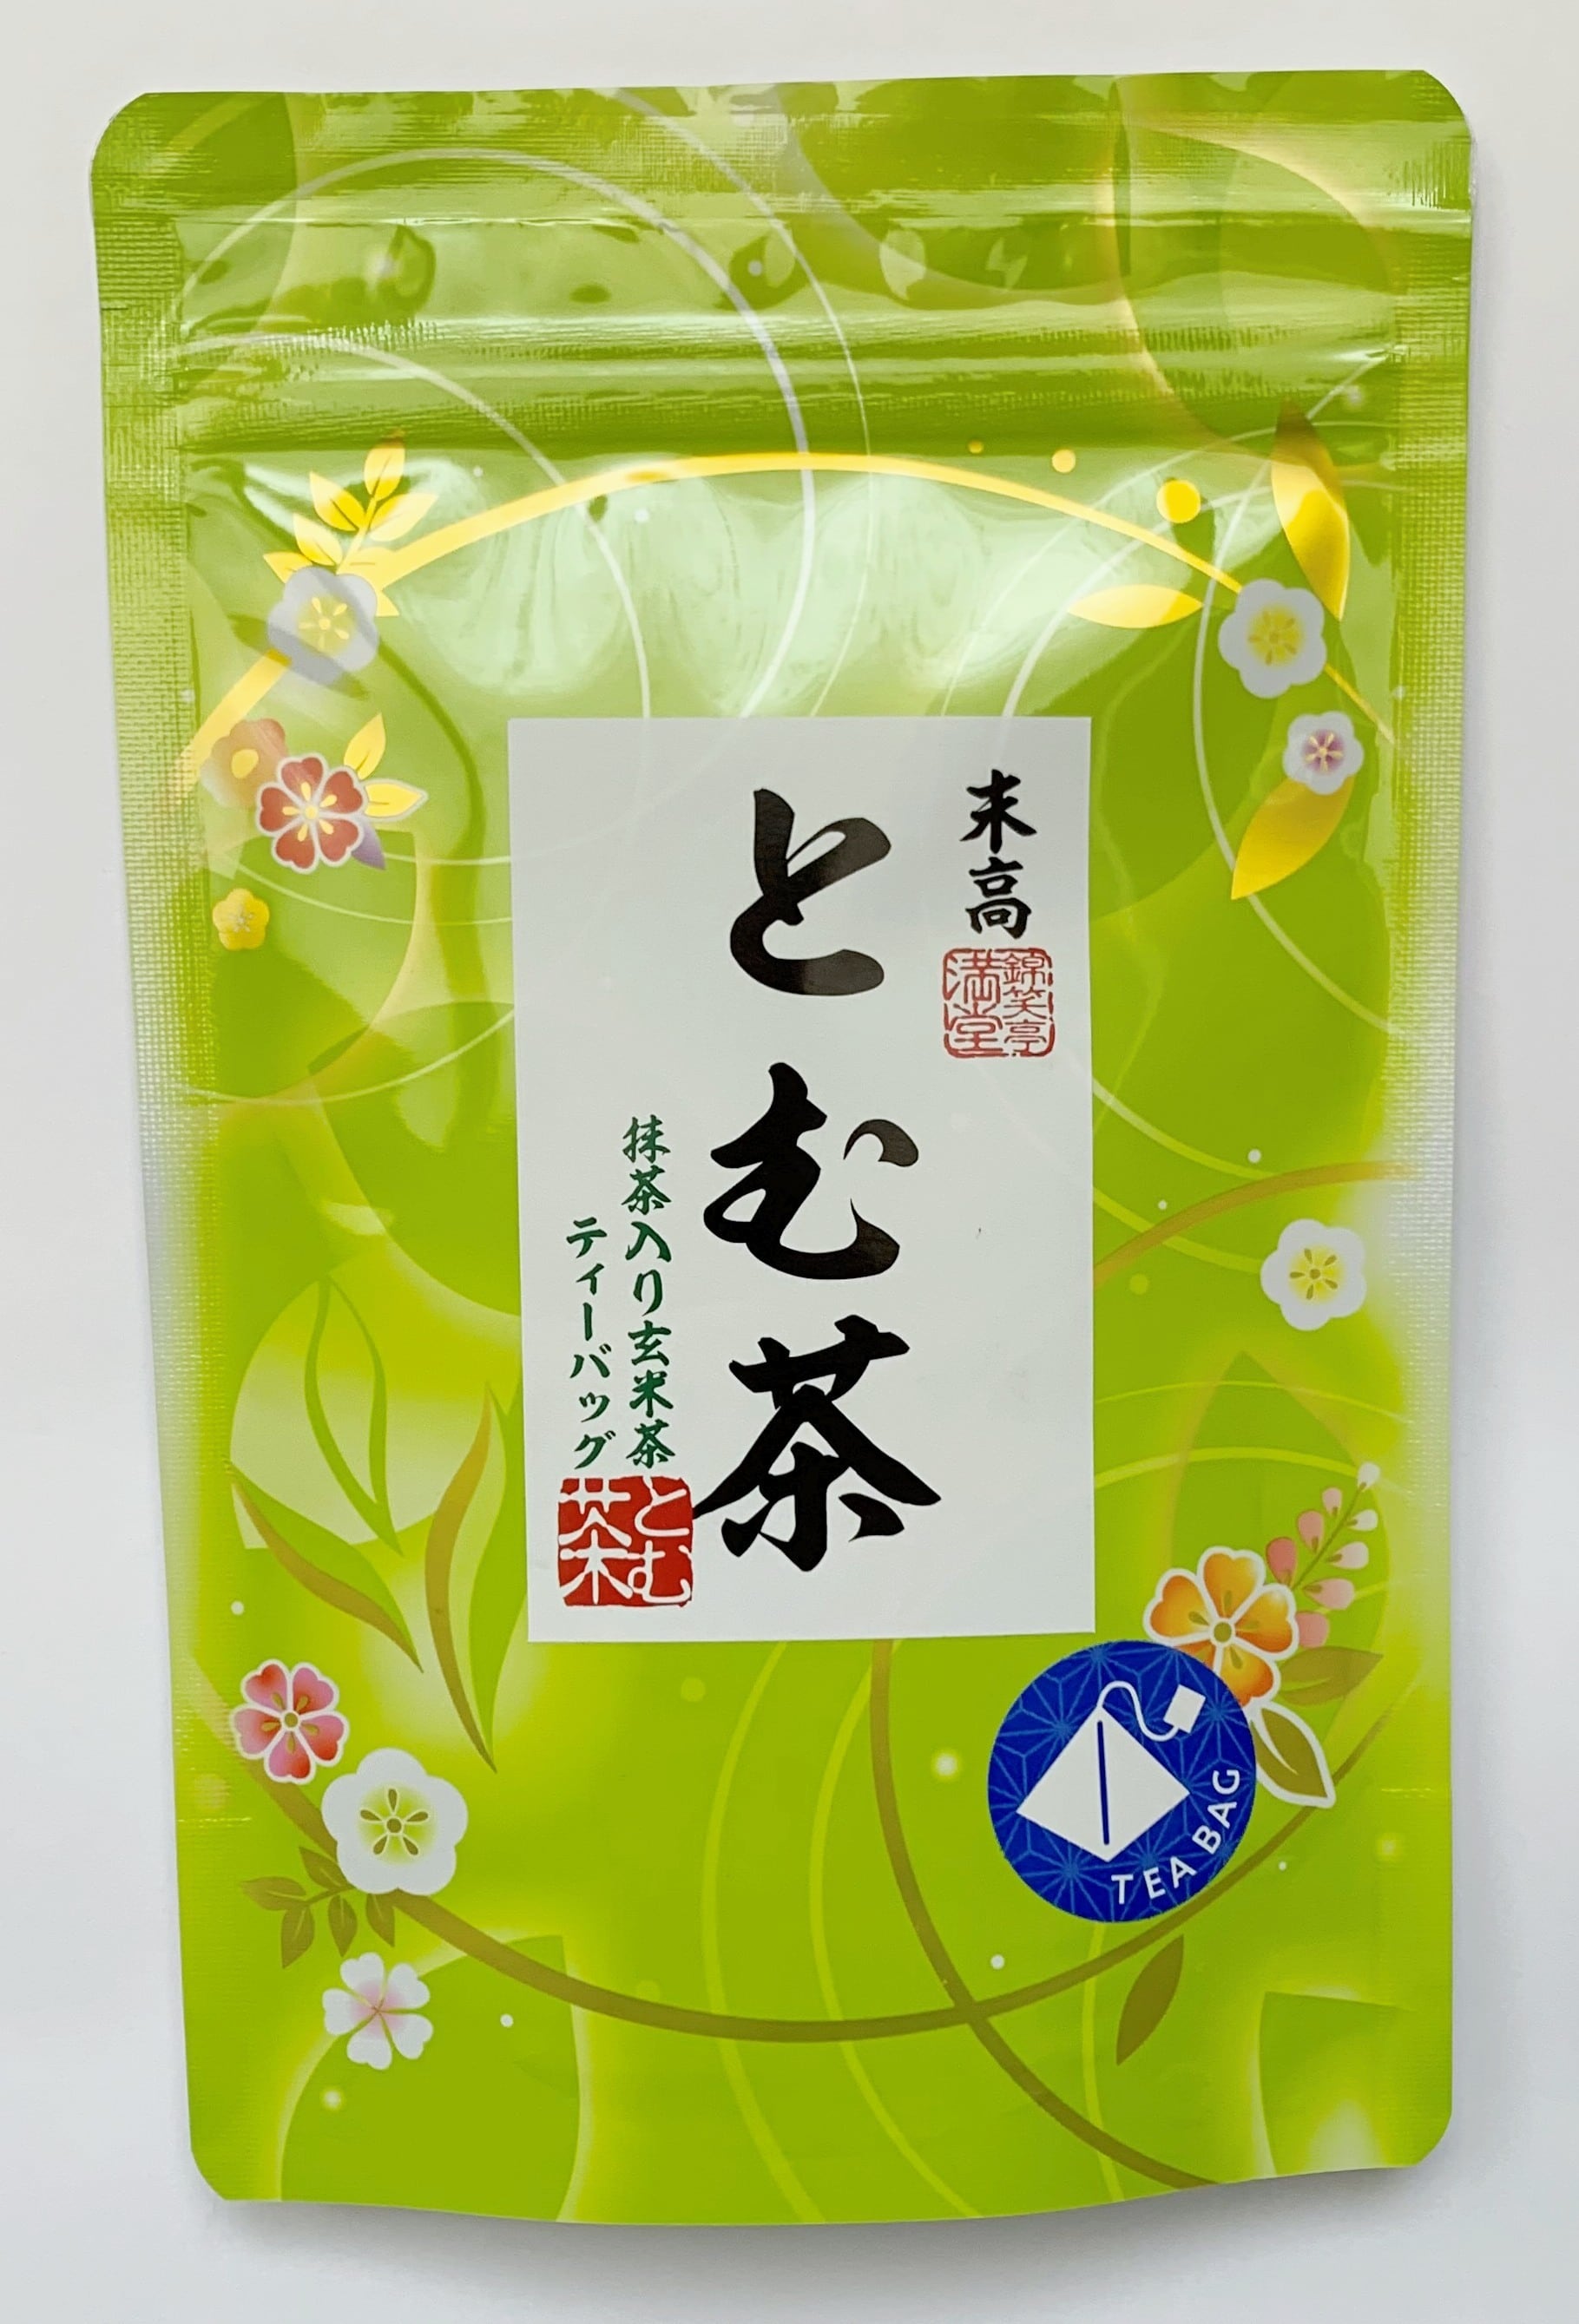 末高
錦笑亭
満堂
とむ茶
抹茶入り玄米茶
ティーバッグ
とむ
茶
TEA BAG